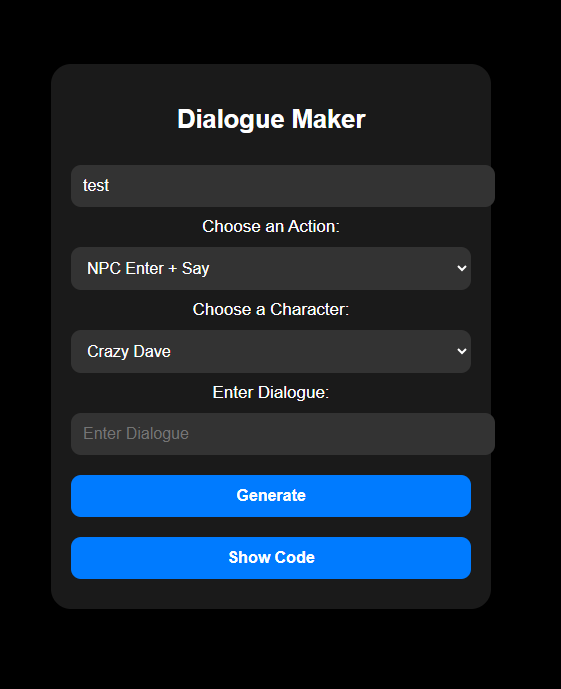 Dialogue Maker
test
Choose an Action:
NPC Enter + Say
Choose a Character:
Crazy Dave
Enter Dialogue:
Enter Dialogue
Generate
Show Code